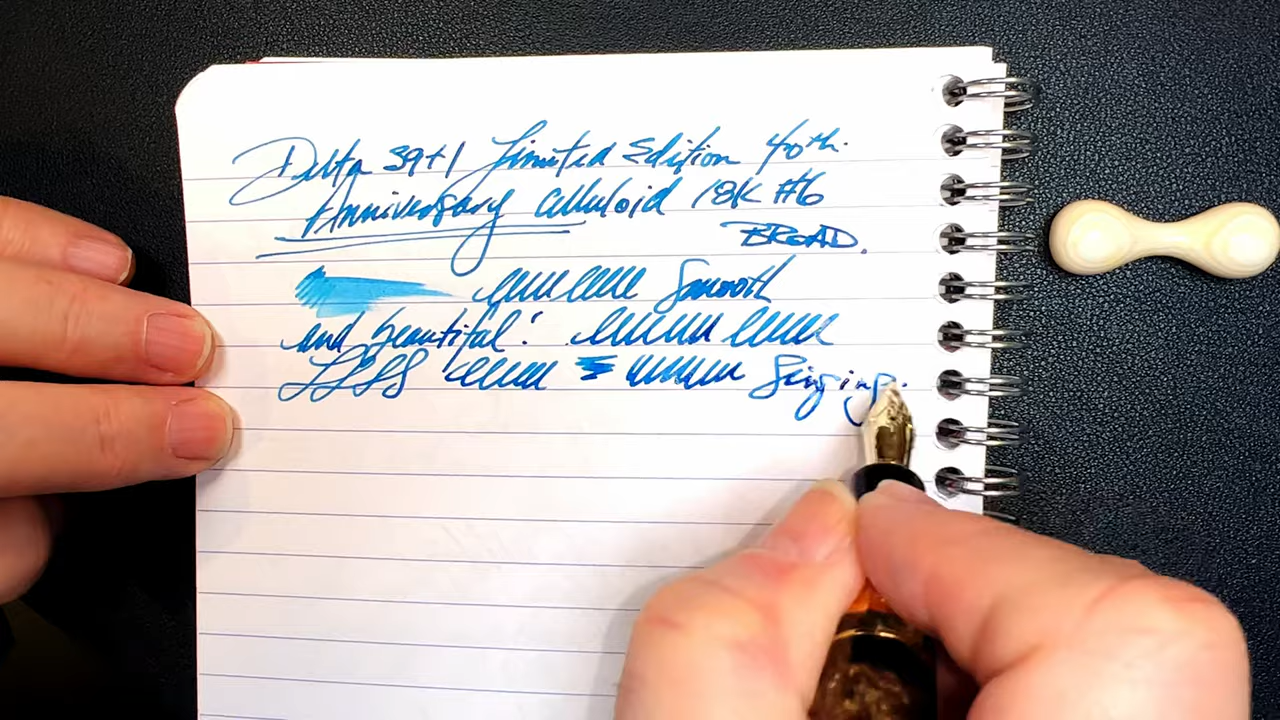 Delta 39+1 Limited Edition 40th.
Anniversary Celluloid 18K #6
BROAD.
Smooth
and beautiful!
Singing.